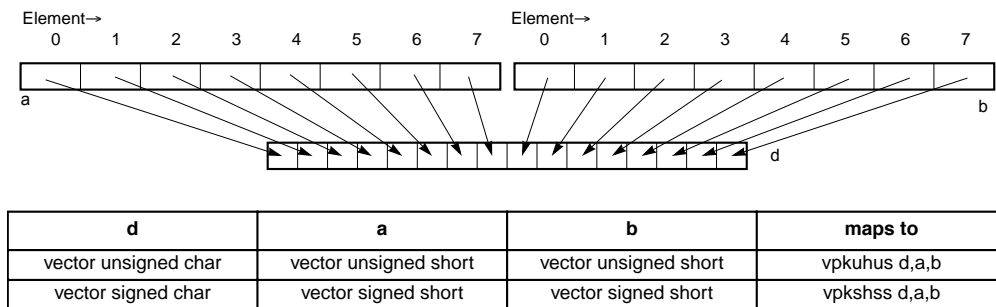 Element→ Element→
0 1 2 3 4 5 6 7 0 1 2 3 4 5 6 7
a b
d
d a b maps to
vector unsigned char vector unsigned short vector unsigned short vpkuhus d,a,b
vector signed char vector signed short vector signed short vpkshss d,a,b